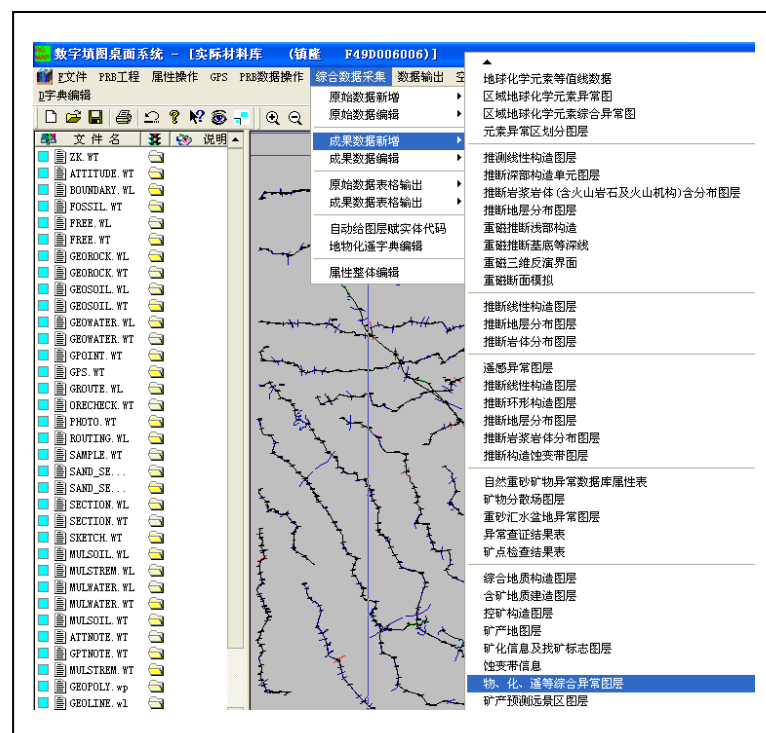 数字填图桌面系统 - [实际材料库 (镇隆 F49D006006)]
F文件 PRB工程 属性操作 GPS PRB数据操作 综合数据采集 数据输出
D字典编辑
文件名 说明
ZK.WT
ATTITUDE.WT
BOUNDARY.WL
FOSSIL.WT
FREE.WL
FREE.WT
GEOROCK.WL
GEOROCK.WT
GEOSOIL.WL
GEOSOIL.WT
GEOWATER.WL
GEOWATER.WT
GPOINT.WT
GPS.WT
GROUTE.WL
ORECHECK.WT
PHOTO.WT
ROUTING.WL
SAMPLE.WT
SAND_SE...
SAND_SE...
SECTION.WL
SECTION.WT
SKETCH.WT
MULSOIL.WL
MULSTREM.WL
MULWATER.WL
MULWATER.WT
MULSOIL.WT
ATTNOTE.WT
GPTNOTE.WT
MULSTREM.WT
GEOPOLY.wp
GEOLINE.wl
原始数据新增
原始数据编辑
成果数据新增
成果数据编辑
原始数据表格输出
成果数据表格输出
自动给图层赋实体代码
地物化遥字典编辑
属性整体编辑
地球化学元素等值线数据
区域地球化学元素异常图
区域地球化学元素综合异常图
元素异常区划分图层
推测线性构造图层
推断深部构造单元图层
推断岩浆岩体(含火山岩石及火山机构)含分布图层
推断地层分布图层
重磁推断浅部构造
重磁推断基底等深线
重磁三维反演界面
重磁断面模拟
推断线性构造图层
推断地层分布图层
推断岩体分布图层
遥感异常图层
推断线性构造图层
推断环形构造图层
推断地层分布图层
推断岩浆岩体分布图层
推断构造蚀变带图层
自然重砂矿物异常数据库属性表
矿物分散场图层
重砂汇水盆地异常图层
异常查证结果表
矿点检查结果表
综合地质构造图层
含矿地质建造图层
控矿构造图层
矿产地图层
矿化信息及找矿标志图层
蚀变带信息
物、化、遥等综合异常图层
矿产预测远景区图层